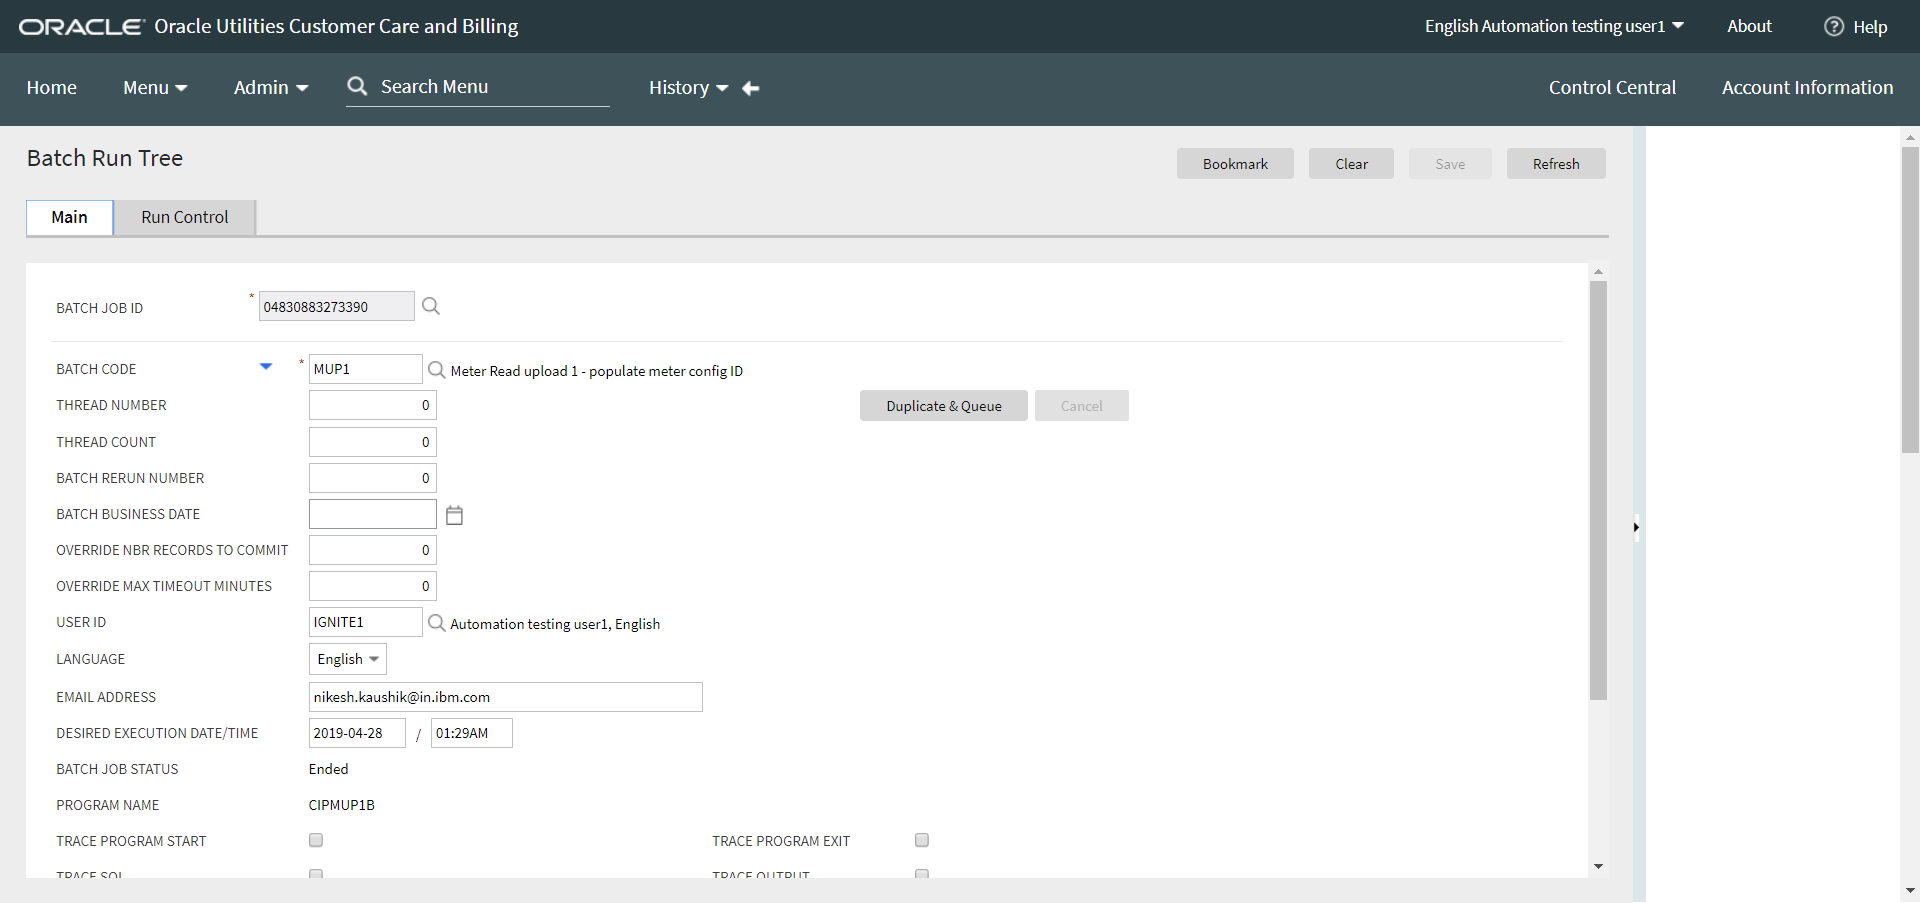 ORACLE Oracle Utilities Customer Care and Billing English Automation testing user1 About ? Help
Home Menu Admin Search Menu History Control Central Account Information
Batch Run Tree
Bookmark Clear Save Refresh
Main Run Control
BATCH JOB ID * 04830883273390
BATCH CODE * MUP1 Meter Read upload 1 - populate meter config ID
THREAD NUMBER 0 Duplicate & Queue Cancel
THREAD COUNT 0
BATCH RERUN NUMBER 0
BATCH BUSINESS DATE
OVERRIDE NBR RECORDS TO COMMIT 0
OVERRIDE MAX TIMEOUT MINUTES 0
USER ID IGNITE1 Automation testing user1, English
LANGUAGE English
EMAIL ADDRESS nikesh.kaushik@in.ibm.com
DESIRED EXECUTION DATE/TIME 2019-04-28 / 01:29AM
BATCH JOB STATUS Ended
PROGRAM NAME CIPMUP1B
TRACE PROGRAM START TRACE PROGRAM EXIT
TRACE SQL TRACE OUTPUT